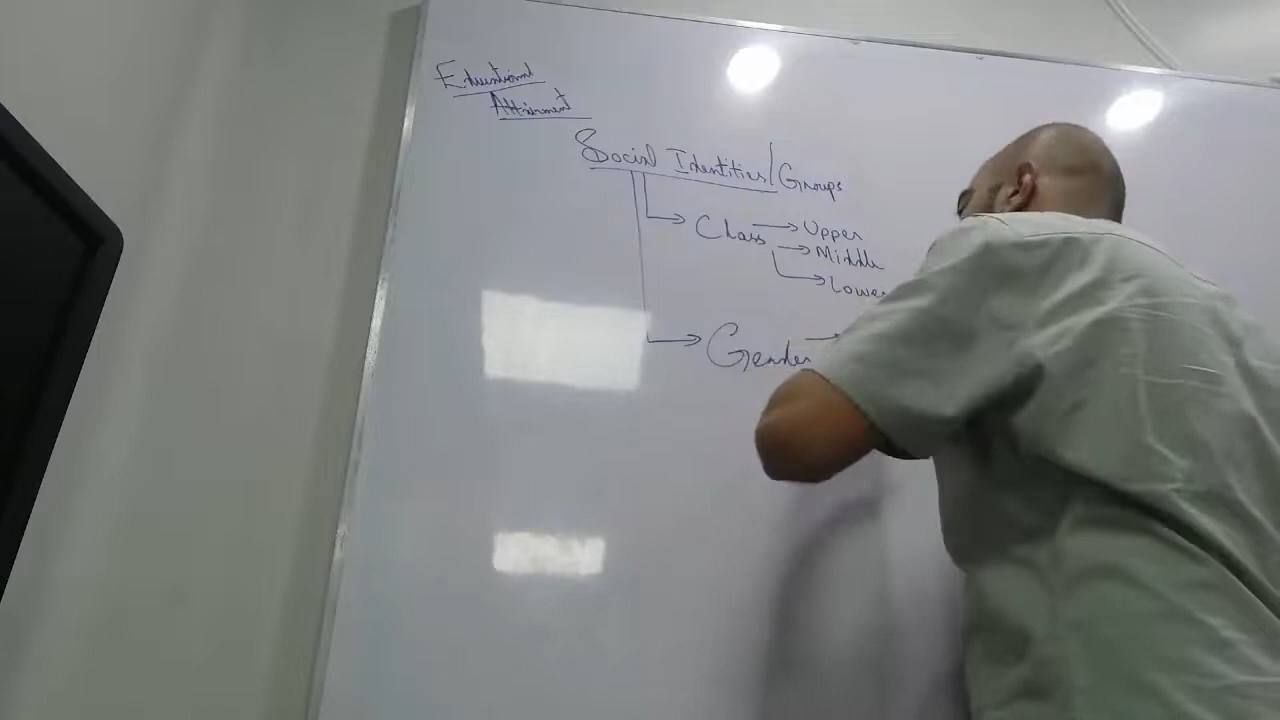 Educational
Attainment
Social Identities/Groups
Class → Upper
→ Middle
→ Lower
Gender →